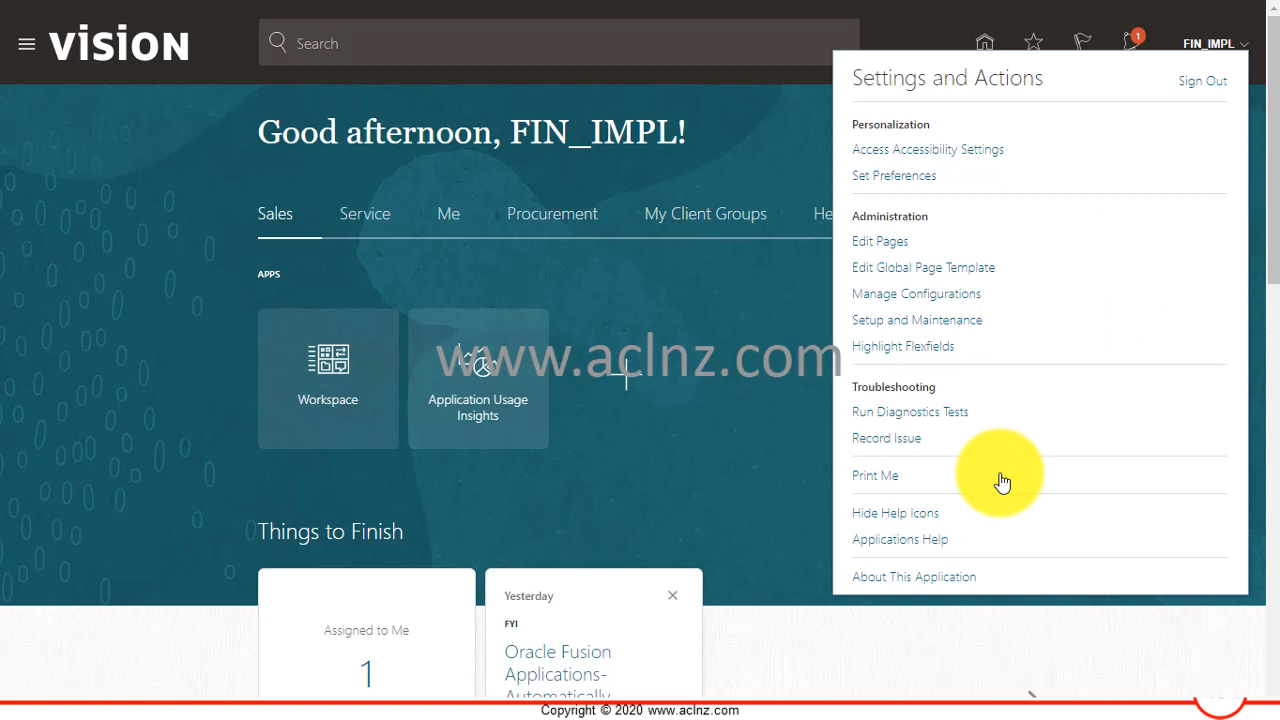 vision
Search
1
FIN_IMPL
Settings and Actions
Sign Out
Good afternoon, FIN_IMPL!
Personalization
Access Accessibility Settings
Set Preferences
Sales
Service
Me
Procurement
My Client Groups
He
Administration
Edit Pages
Edit Global Page Template
Manage Configurations
Setup and Maintenance
Highlight Flexfields
APPS
Workspace
Application Usage
Insights
www.aclnz.com
Troubleshooting
Run Diagnostics Tests
Record Issue
Print Me
Hide Help Icons
Applications Help
About This Application
Things to Finish
Assigned to Me
1
Yesterday
FYI
Oracle Fusion
Applications-
Automatically
Copyright © 2020 www.aclnz.com